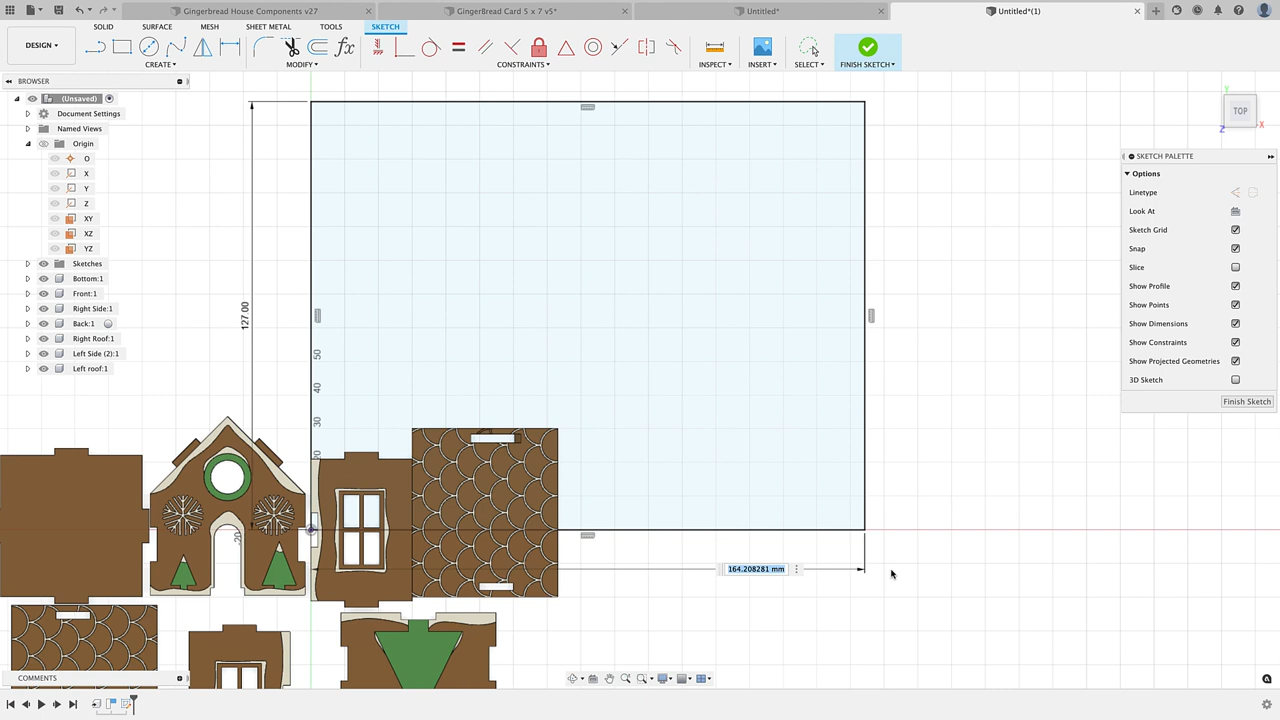 Gingerbread House Components v27
GingerBread Card 5 x 7 v5*
Untitled*
Untitled*(1)
SOLID
SURFACE
MESH
SHEET METAL
TOOLS
SKETCH
DESIGN
fx
CREATE
MODIFY
CONSTRAINTS
INSPECT
INSERT
SELECT
FINISH SKETCH
BROWSER
(Unsaved)
Document Settings
Named Views
Origin
O
X
Y
Z
XY
XZ
YZ
Sketches
Bottom:1
Front:1
Right Side:1
Back:1
Right Roof:1
Left Side (2):1
Left roof:1
127.00
50
40
30
20
20
164.208281 mm
TOP
X
Y
Z
SKETCH PALETTE
Options
Linetype
Look At
Sketch Grid
Snap
Slice
Show Profile
Show Points
Show Dimensions
Show Constraints
Show Projected Geometries
3D Sketch
Finish Sketch
COMMENTS